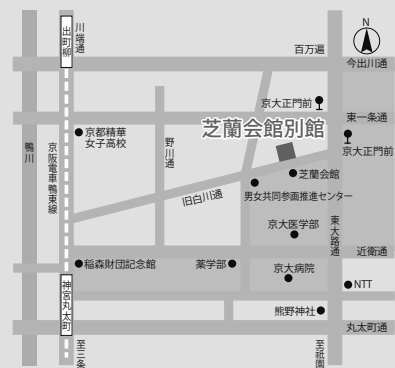 川端通
出町柳
百万遍
N
今出川通
京大正門前
東一条通
京都精華
女子高校
芝蘭会館別館
京大正門前
鴨川
京阪電車鴨東線
野川通
芝蘭会館
男女共同参画推進センター
旧白川通
京大医学部
東大路通
近衛通
稲森財団記念館
薬学部
京大病院
神宮丸太町
NTT
熊野神社
丸太町通
至三条
至祇園